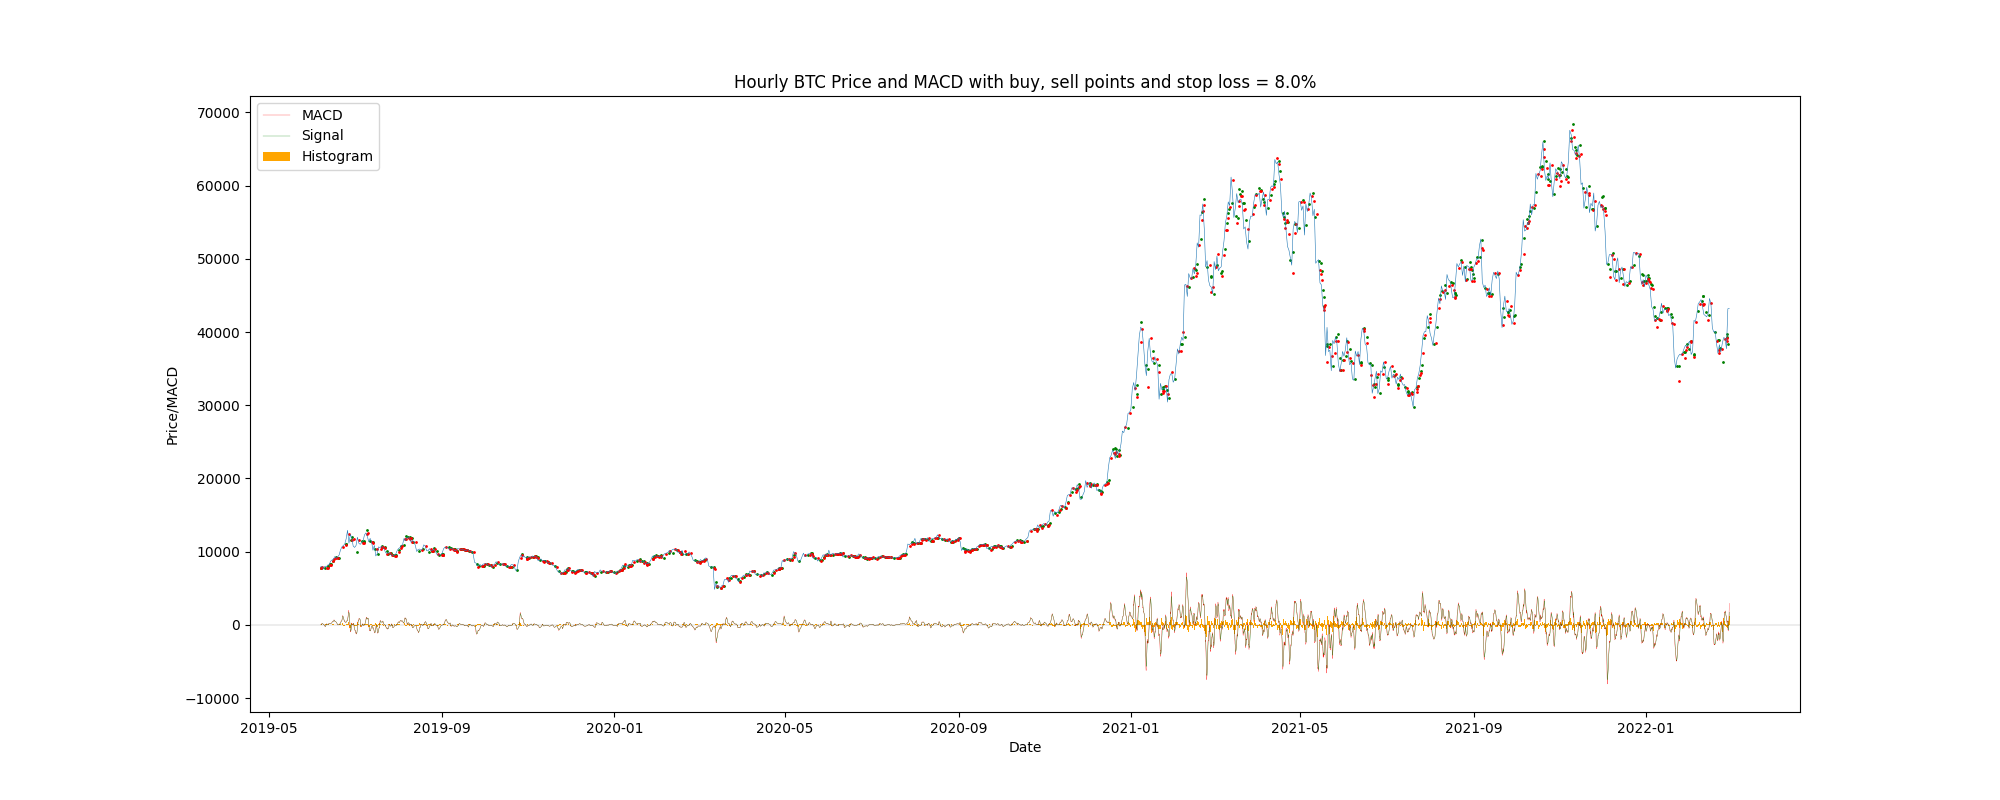 Hourly BTC Price and MACD with buy, sell points and stop loss = 8.0%
MACD
Signal
Histogram
70000
60000
50000
40000
30000
20000
10000
0
−10000
Price/MACD
2019-05 2019-09 2020-01 2020-05 2020-09 2021-01 2021-05 2021-09 2022-01
Date